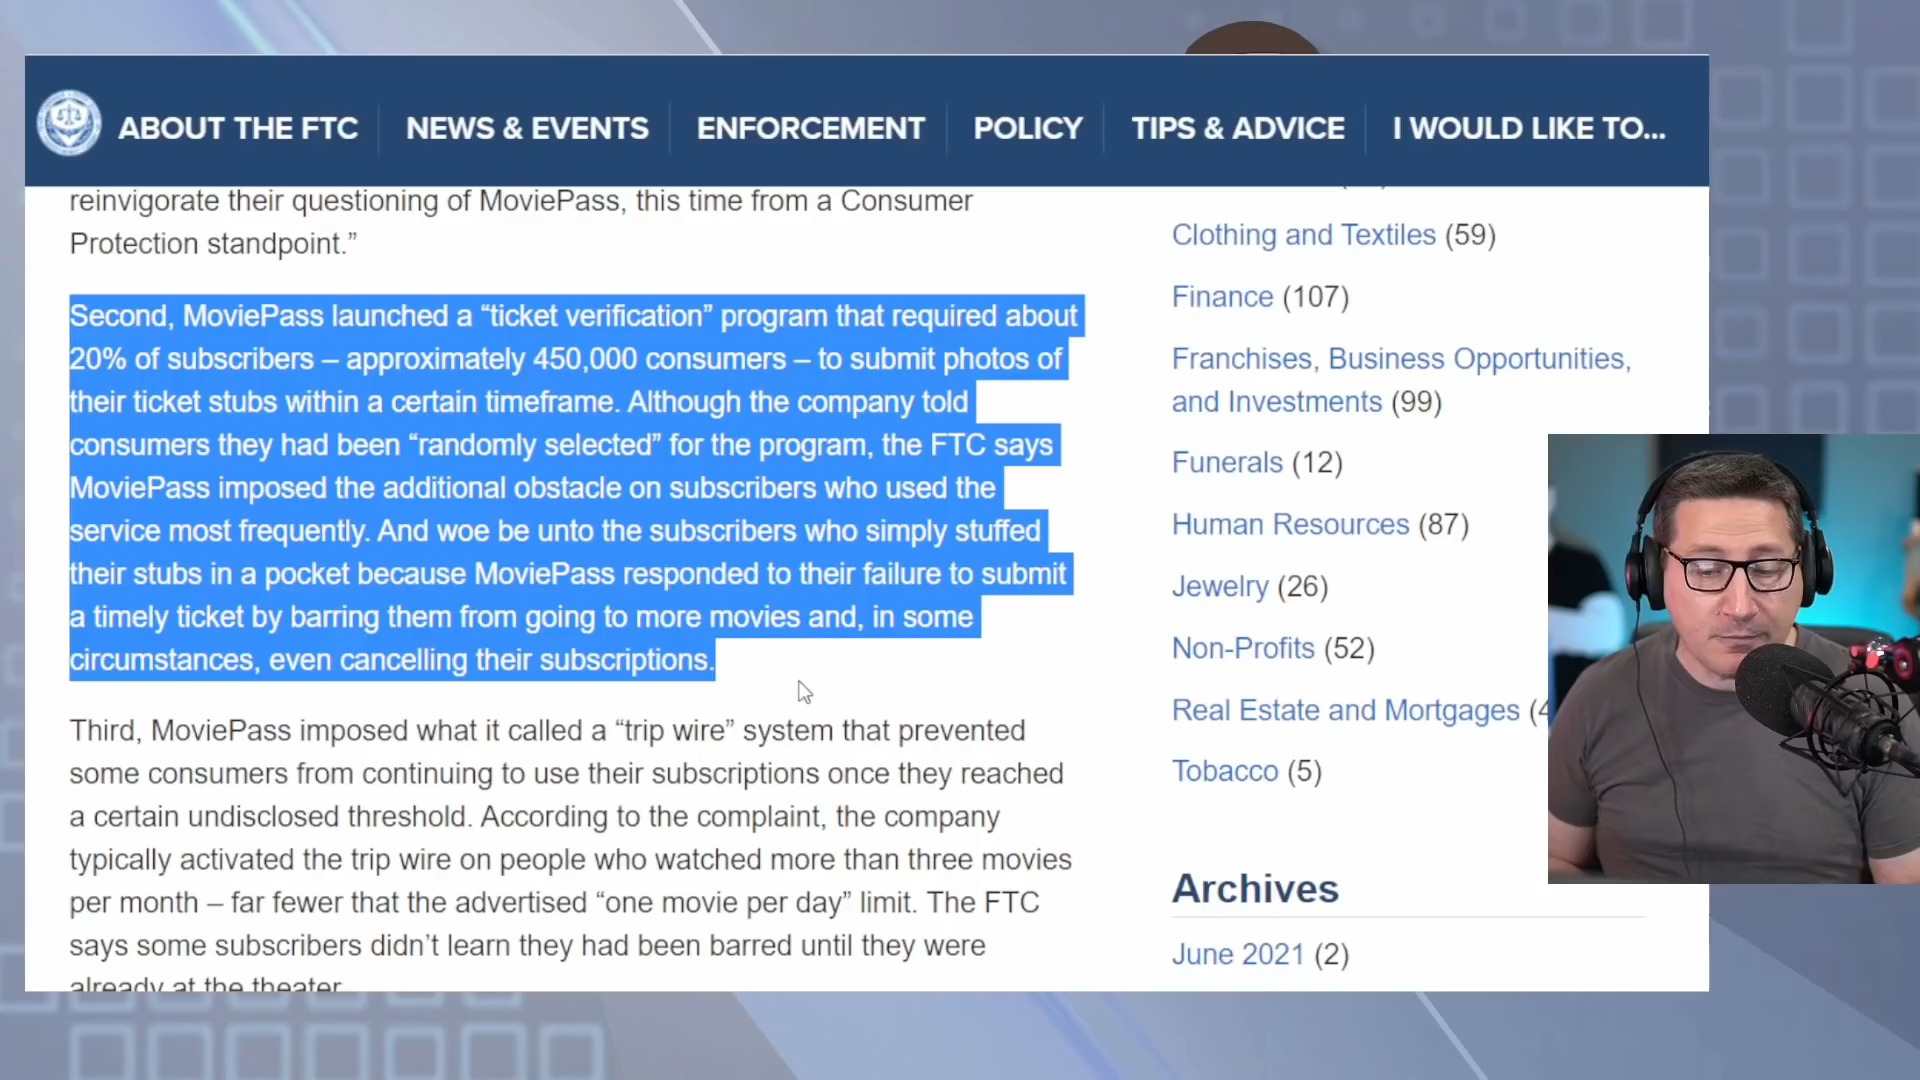 ABOUT THE FTC NEWS & EVENTS ENFORCEMENT POLICY TIPS & ADVICE I WOULD LIKE TO...
reinvigorate their questioning of MoviePass, this time from a Consumer
Protection standpoint.”
Second, MoviePass launched a “ticket verification” program that required about
20% of subscribers – approximately 450,000 consumers – to submit photos of
their ticket stubs within a certain timeframe. Although the company told
consumers they had been “randomly selected” for the program, the FTC says
MoviePass imposed the additional obstacle on subscribers who used the
service most frequently. And woe be unto the subscribers who simply stuffed
their stubs in a pocket because MoviePass responded to their failure to submit
a timely ticket by barring them from going to more movies and, in some
circumstances, even cancelling their subscriptions.
Third, MoviePass imposed what it called a “trip wire” system that prevented
some consumers from continuing to use their subscriptions once they reached
a certain undisclosed threshold. According to the complaint, the company
typically activated the trip wire on people who watched more than three movies
per month – far fewer that the advertised “one movie per day” limit. The FTC
says some subscribers didn’t learn they had been barred until they were
already at the theater
Clothing and Textiles (59)
Finance (107)
Franchises, Business Opportunities,
and Investments (99)
Funerals (12)
Human Resources (87)
Jewelry (26)
Non-Profits (52)
Real Estate and Mortgages (4
Tobacco (5)
Archives
June 2021 (2)